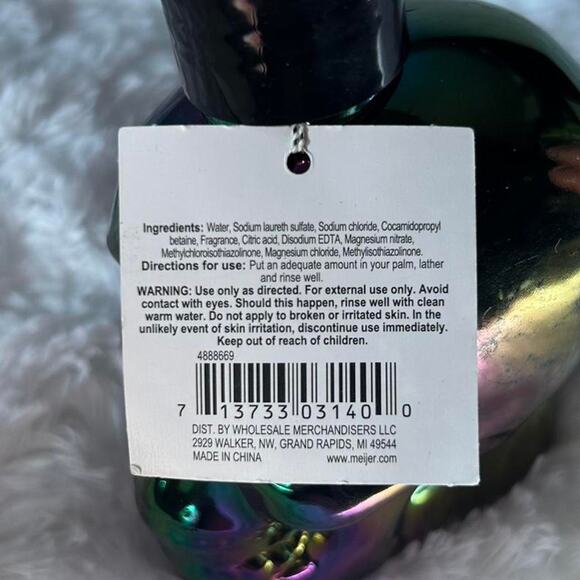 Ingredients: Water, Sodium laureth sulfate, Sodium chloride, Cocamidopropyl
betaine, Fragrance, Citric acid, Disodium EDTA, Magnesium nitrate,
Methylchloroisothiazolinone, Magnesium chloride, Methylisothiazolinone.
Directions for use: Put an adequate amount in your palm, lather
and rinse well.
WARNING: Use only as directed. For external use only. Avoid
contact with eyes. Should this happen, rinse well with clean
warm water. Do not apply to broken or irritated skin. In the
unlikely event of skin irritation, discontinue use immediately.
Keep out of reach of children.
4888669
7 13733 03140 0
DIST. BY WHOLESALE MERCHANDISERS LLC
2929 WALKER, NW, GRAND RAPIDS, MI 49544
MADE IN CHINA www.meijer.com